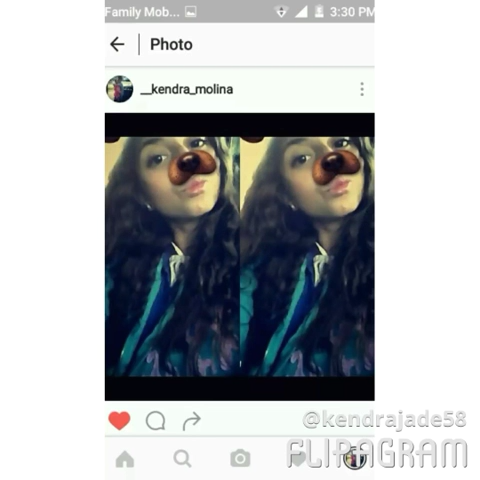 Family Mob... 3:30 PM
Photo
__kendra_molina
@kendrajade58
FLIPAGRAM